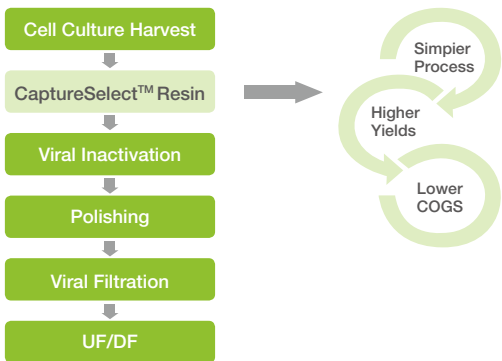 Cell Culture Harvest
CaptureSelect™ Resin
Viral Inactivation
Polishing
Viral Filtration
UF/DF
Simpier
Process
Higher
Yields
Lower
COGS